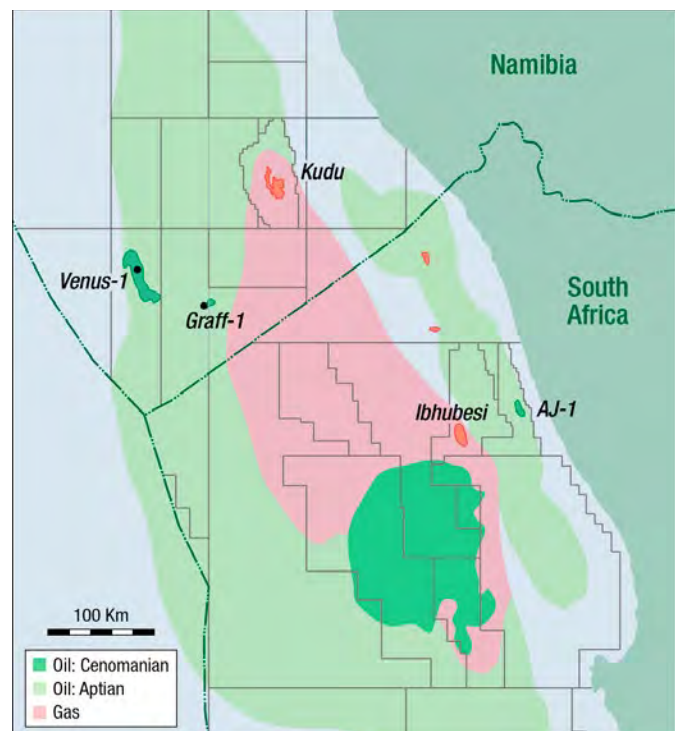 Namibia
Kudu
Venus-1
Graff-1
South
Africa
Ibhubesi
AJ-1
100 Km
Oil: Cenomanian
Oil: Aptian
Gas